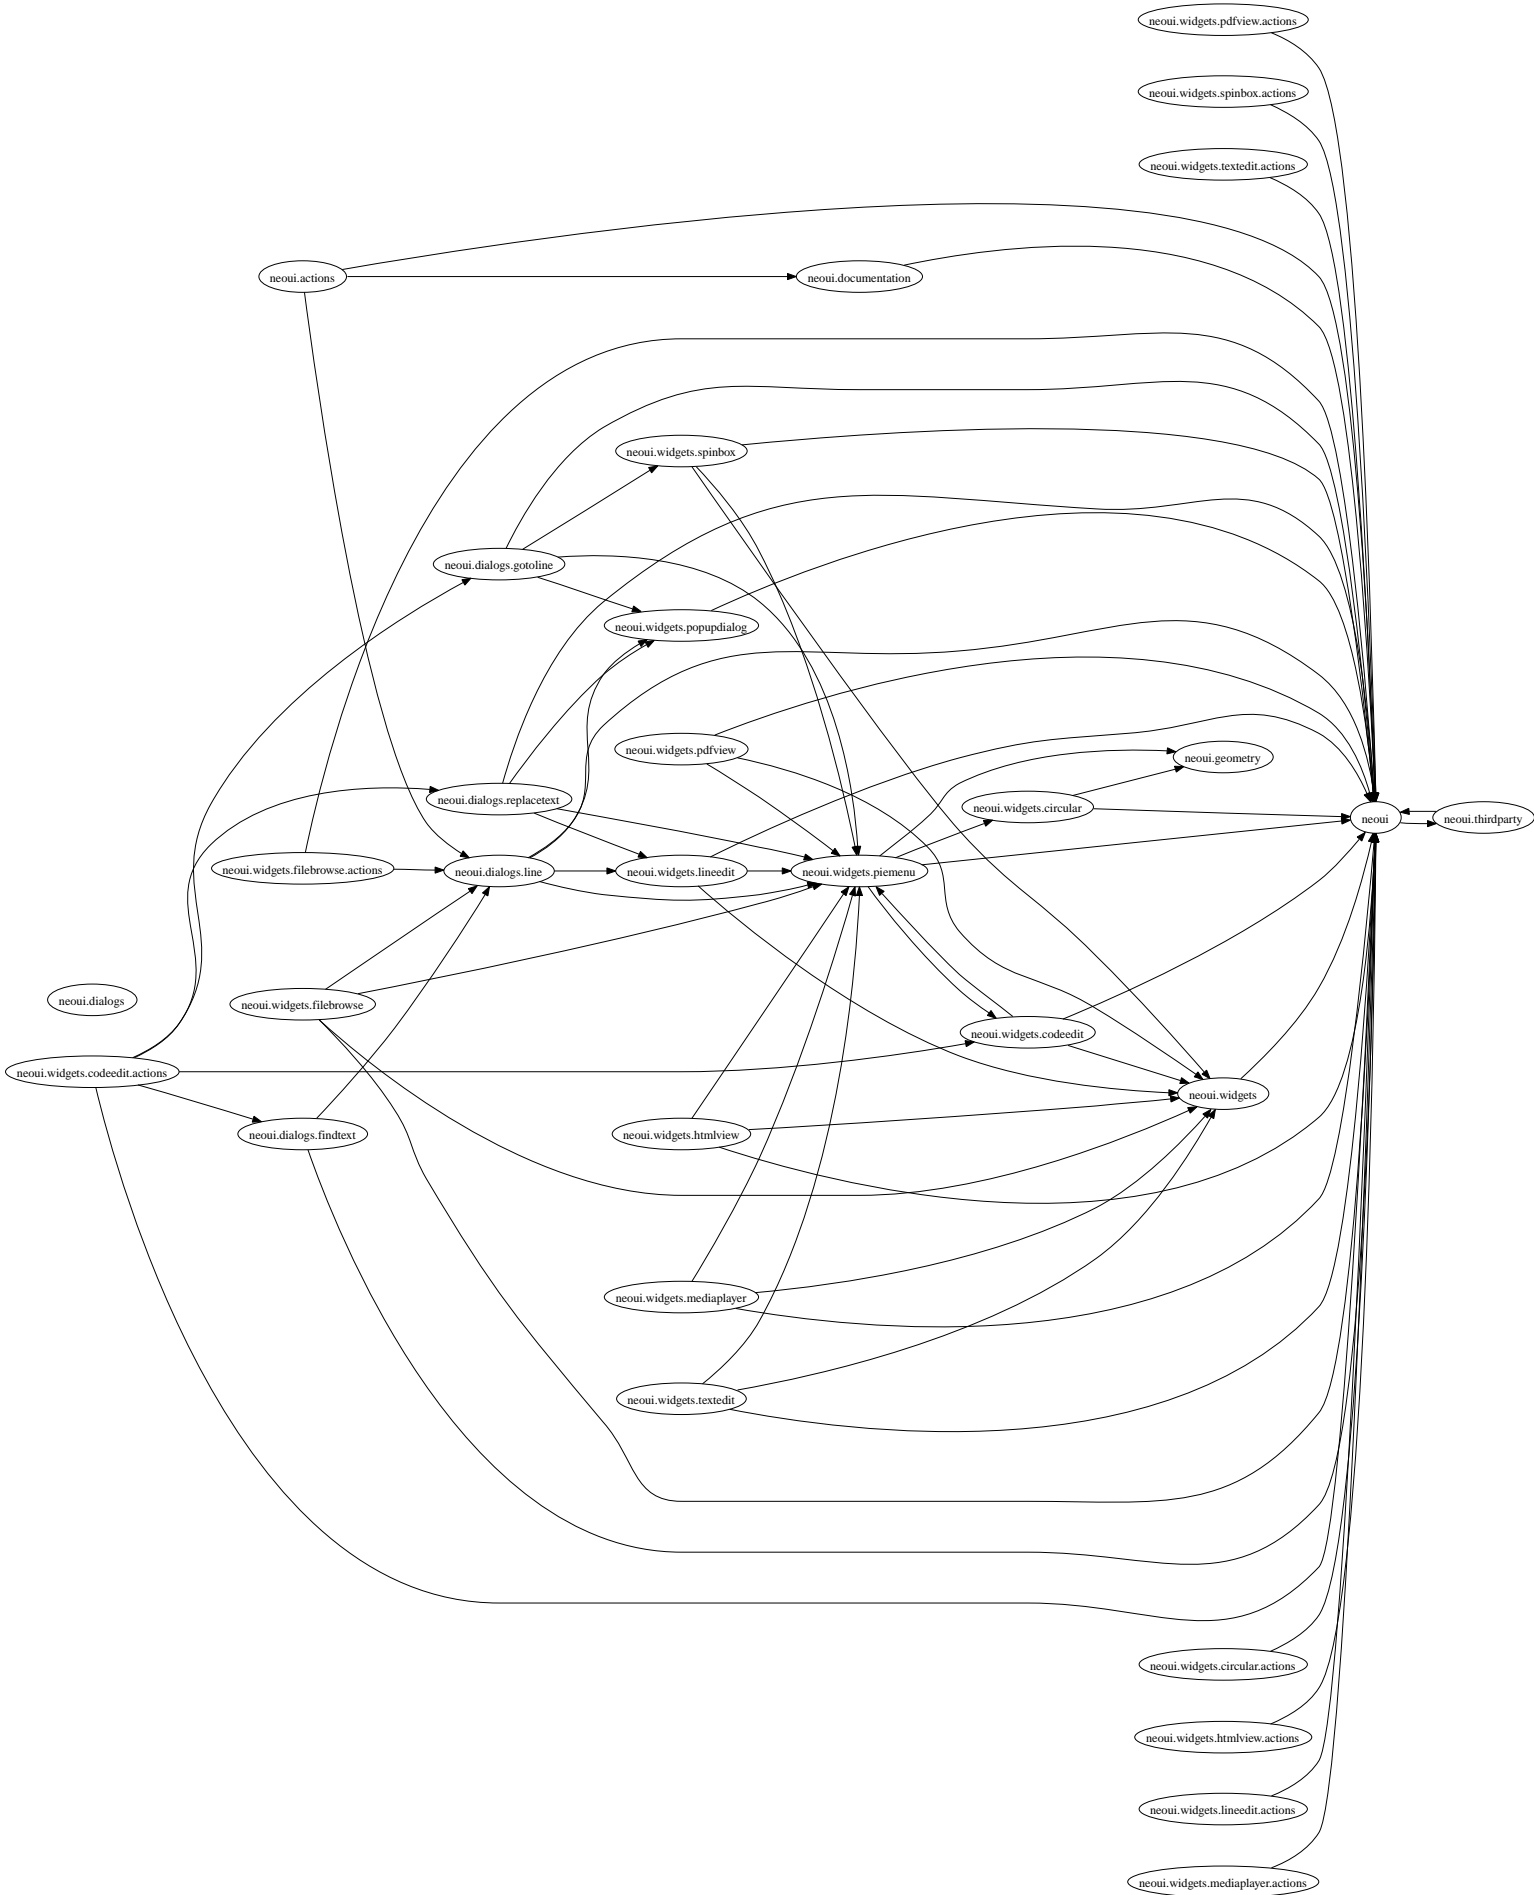 neoui.widgets.pdfview.actions
neoui.widgets.spinbox.actions
neoui.widgets.textedit.actions
neoui.actions
neoui.documentation
neoui.widgets.spinbox
neoui.dialogs.gotoline
neoui.widgets.popupdialog
neoui.widgets.pdfview
neoui.geometry
neoui.dialogs.replacetext
neoui.widgets.circular
neoui
neoui.thirdparty
neoui.widgets.filebrowse.actions
neoui.dialogs.line
neoui.widgets.lineedit
neoui.widgets.piemenu
neoui.dialogs
neoui.widgets.filebrowse
neoui.widgets.codeedit
neoui.widgets.codeedit.actions
neoui.widgets
neoui.dialogs.findtext
neoui.widgets.htmlview
neoui.widgets.mediaplayer
neoui.widgets.textedit
neoui.widgets.circular.actions
neoui.widgets.htmlview.actions
neoui.widgets.lineedit.actions
neoui.widgets.mediaplayer.actions